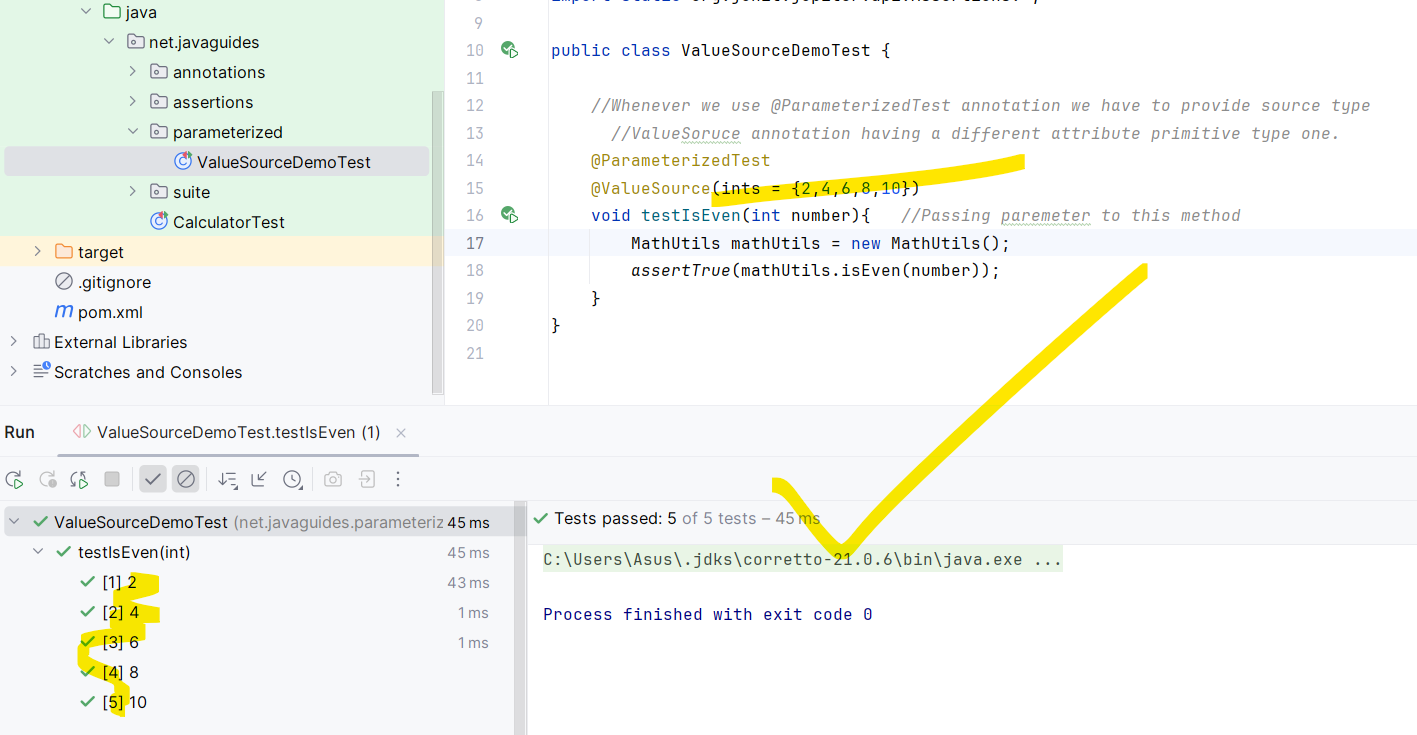 java
net.javaguides
annotations
assertions
parameterized
ValueSourceDemoTest
suite
CalculatorTest
target
.gitignore
pom.xml
External Libraries
Scratches and Consoles
9
10 public class ValueSourceDemoTest {
11
12 //Whenever we use @ParameterizedTest annotation we have to provide source type
13 //ValueSoruce annotation having a different attribute primitive type one.
14 @ParameterizedTest
15 @ValueSource(ints = {2,4,6,8,10})
16 void testIsEven(int number){ //Passing paremeter to this method
17 MathUtils mathUtils = new MathUtils();
18 assertTrue(mathUtils.isEven(number));
19 }
20 }
21
Run ValueSourceDemoTest.testIsEven (1)
ValueSourceDemoTest (net.javaguides.parameteriz 45 ms
testIsEven(int) 45 ms
[1] 2 43 ms
[2] 4 1 ms
[3] 6 1 ms
[4] 8
[5] 10
Tests passed: 5 of 5 tests – 45 ms
C:\Users\Asus\.jdks\corretto-21.0.6\bin\java.exe ...
Process finished with exit code 0